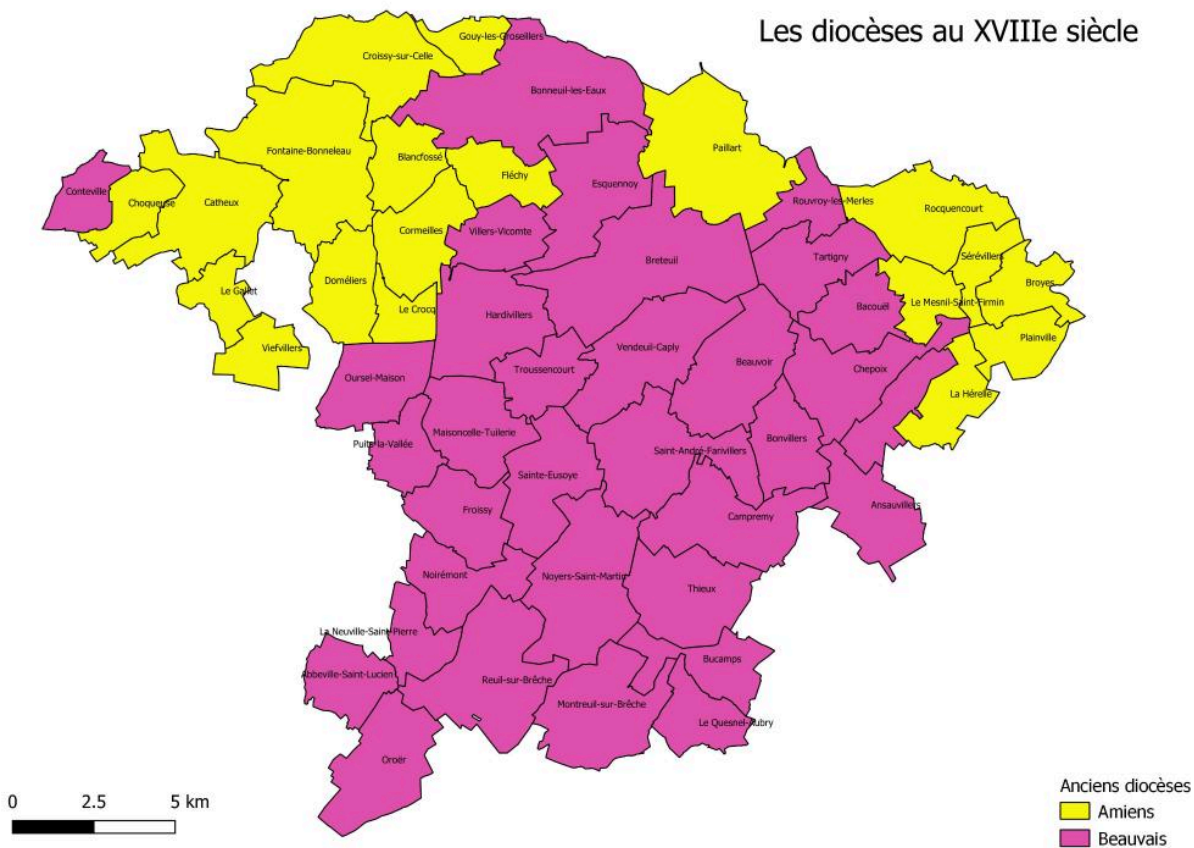 Les diocèses au XVIIIe siècle
Gouy-les-Groseillers
Croissy-sur-Celle
Bonneuil-les-Eaux
Paillart
Fontaine-Bonneleau
Blancfossé
Fléchy
Esquennoy
Conteville
Choqueuse
Catheux
Rouvroy-les-Merles
Rocquencourt
Cormeilles
Villers-Vicomte
Breteuil
Tartigny
Sérévillers
Broyes
Le Gallet
Doméliers
Le Crocq
Hardivillers
Bacouël
Le Mesnil-Saint-Firmin
Plainville
Viefvillers
Vendeuil-Caply
Beauvoir
Oursel-Maison
Troussencourt
Chepoix
La Hérelle
Puits-la-Vallée
Maisoncelle-Tuilerie
Saint-André-Farivillers
Bonvillers
Sainte-Eusoye
Froissy
Campremy
Ansauvillers
Noirémont
Noyers-Saint-Martin
Thieux
La Neuville-Saint-Pierre
Abbeville-Saint-Lucien
Reuil-sur-Brêche
Bucamps
Montreuil-sur-Brêche
Le Quesnel-Aubry
Oroër
0 2.5 5 km
Anciens diocèses
Amiens
Beauvais